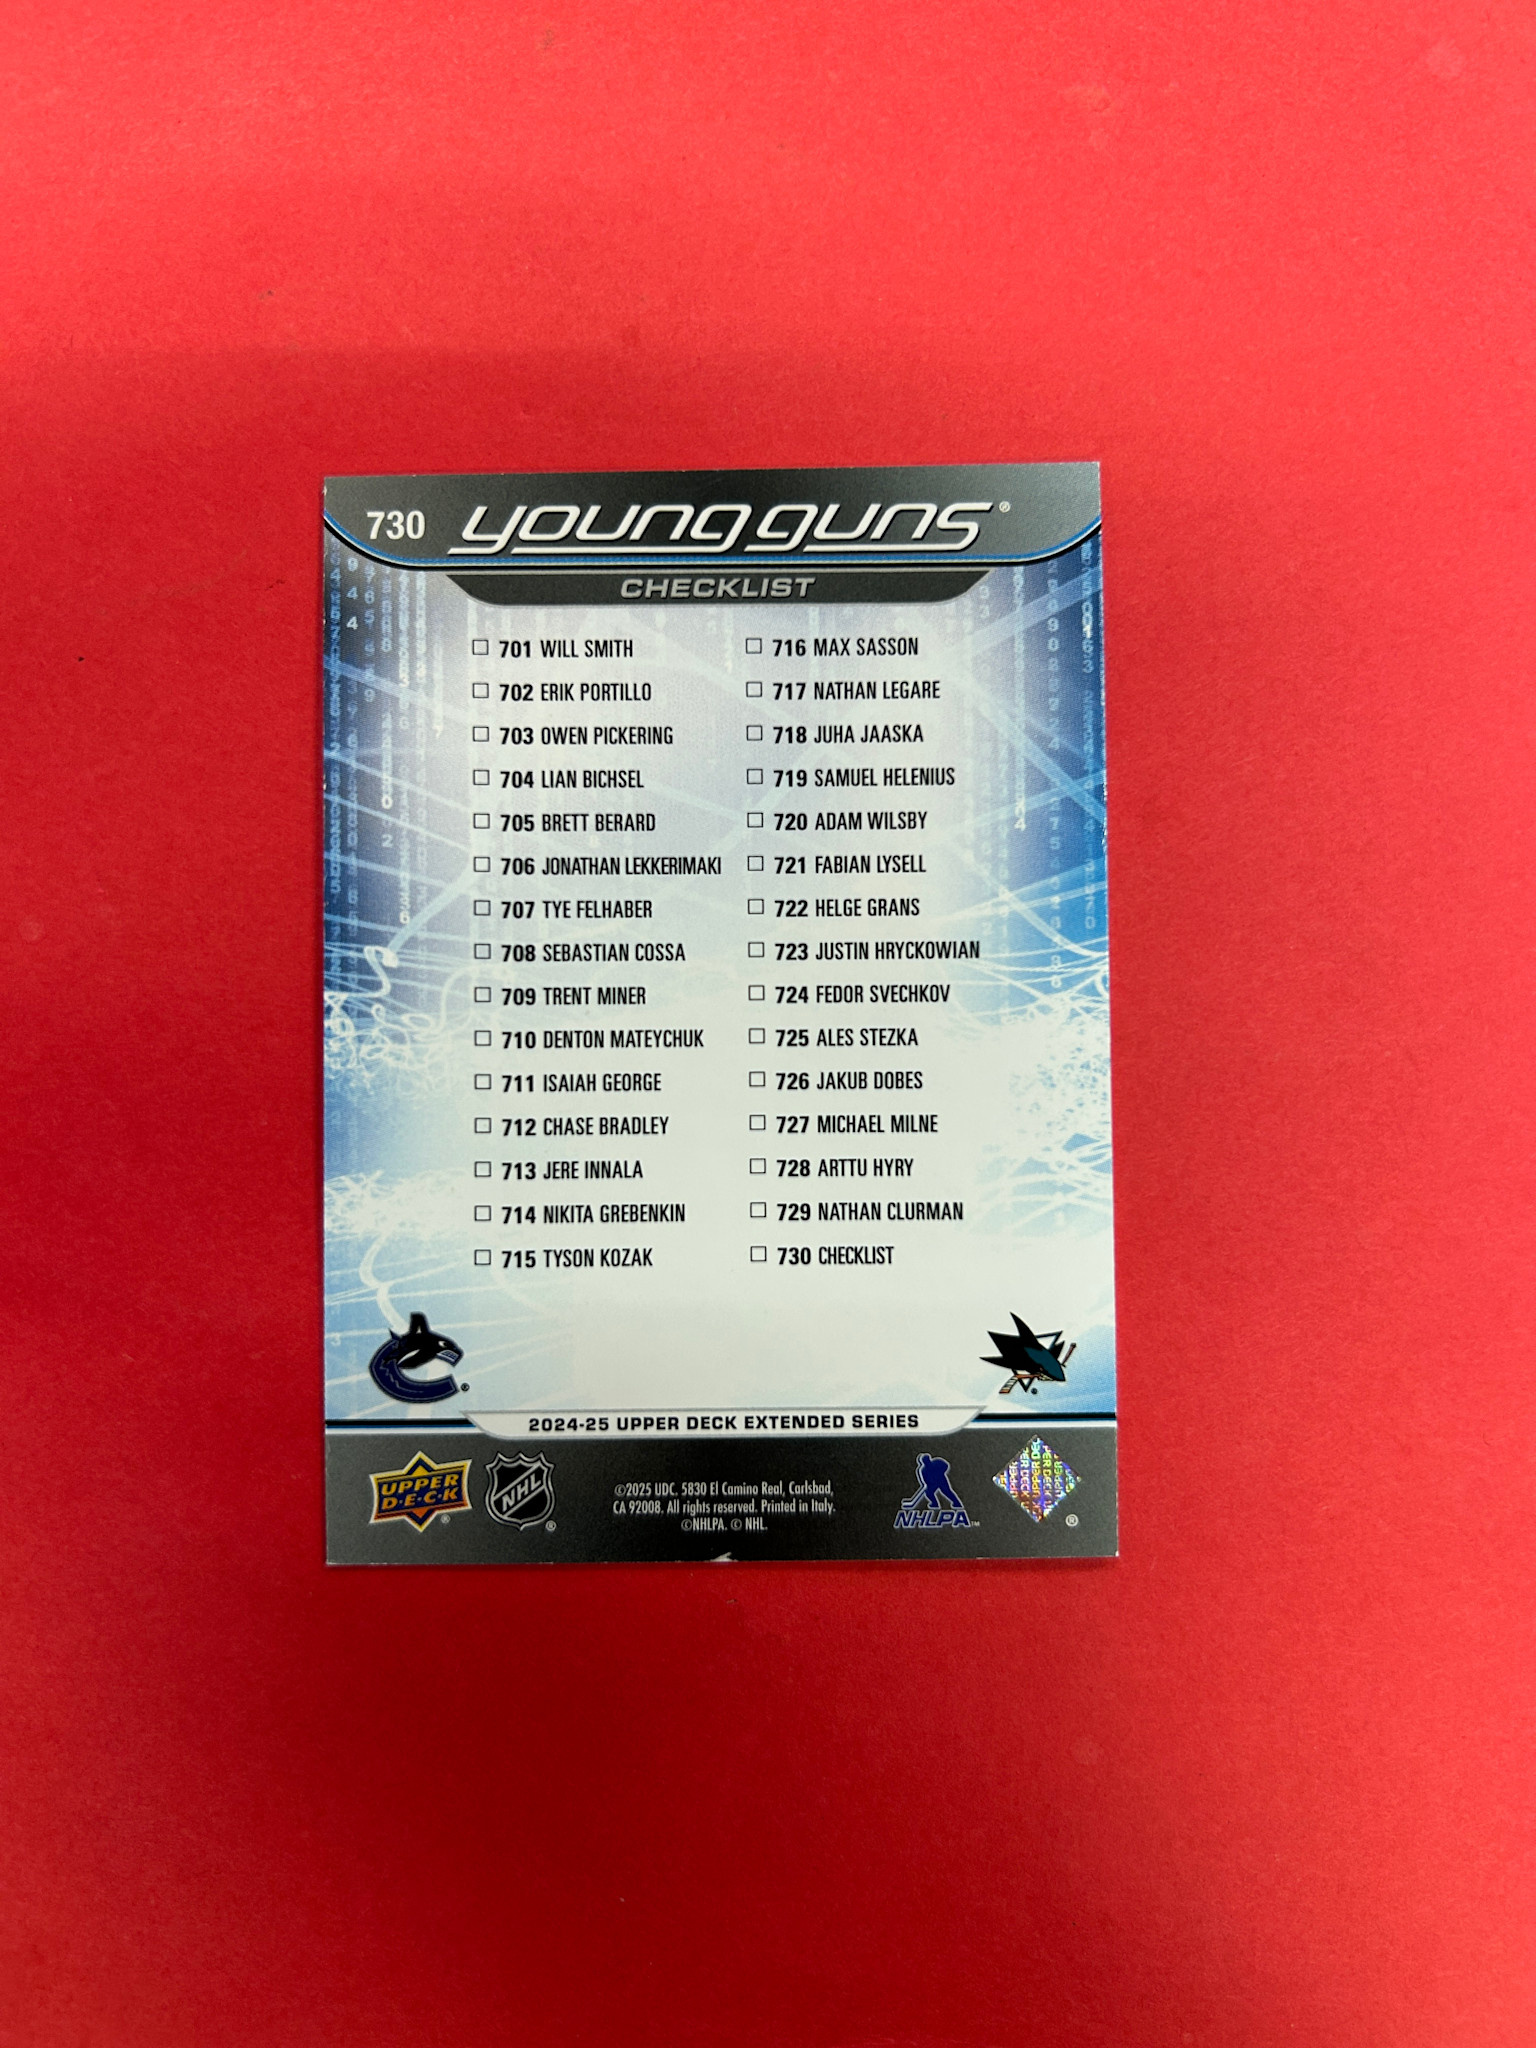 730 young guns®
CHECKLIST
701 WILL SMITH
702 ERIK PORTILLO
703 OWEN PICKERING
704 LIAN BICHSEL
705 BRETT BERARD
706 JONATHAN LEKKERIMAKI
707 TYE FELHABER
708 SEBASTIAN COSSA
709 TRENT MINER
710 DENTON MATEYCHUK
711 ISAIAH GEORGE
712 CHASE BRADLEY
713 JERE INNALA
714 NIKITA GREBENKIN
715 TYSON KOZAK
716 MAX SASSON
717 NATHAN LEGARE
718 JUHA JAASKA
719 SAMUEL HELENIUS
720 ADAM WILSBY
721 FABIAN LYSELL
722 HELGE GRANS
723 JUSTIN HRYCKOWIAN
724 FEDOR SVECHKOV
725 ALES STEZKA
726 JAKUB DOBES
727 MICHAEL MILNE
728 ARTTU HYRY
729 NATHAN CLURMAN
730 CHECKLIST
2024-25 UPPER DECK EXTENDED SERIES
UPPER
D·E·C·K®
NHL®
©2025 UDC. 5830 El Camino Real, Carlsbad,
CA 92008. All rights reserved. Printed in Italy.
©NHLPA. © NHL.
NHLPA™